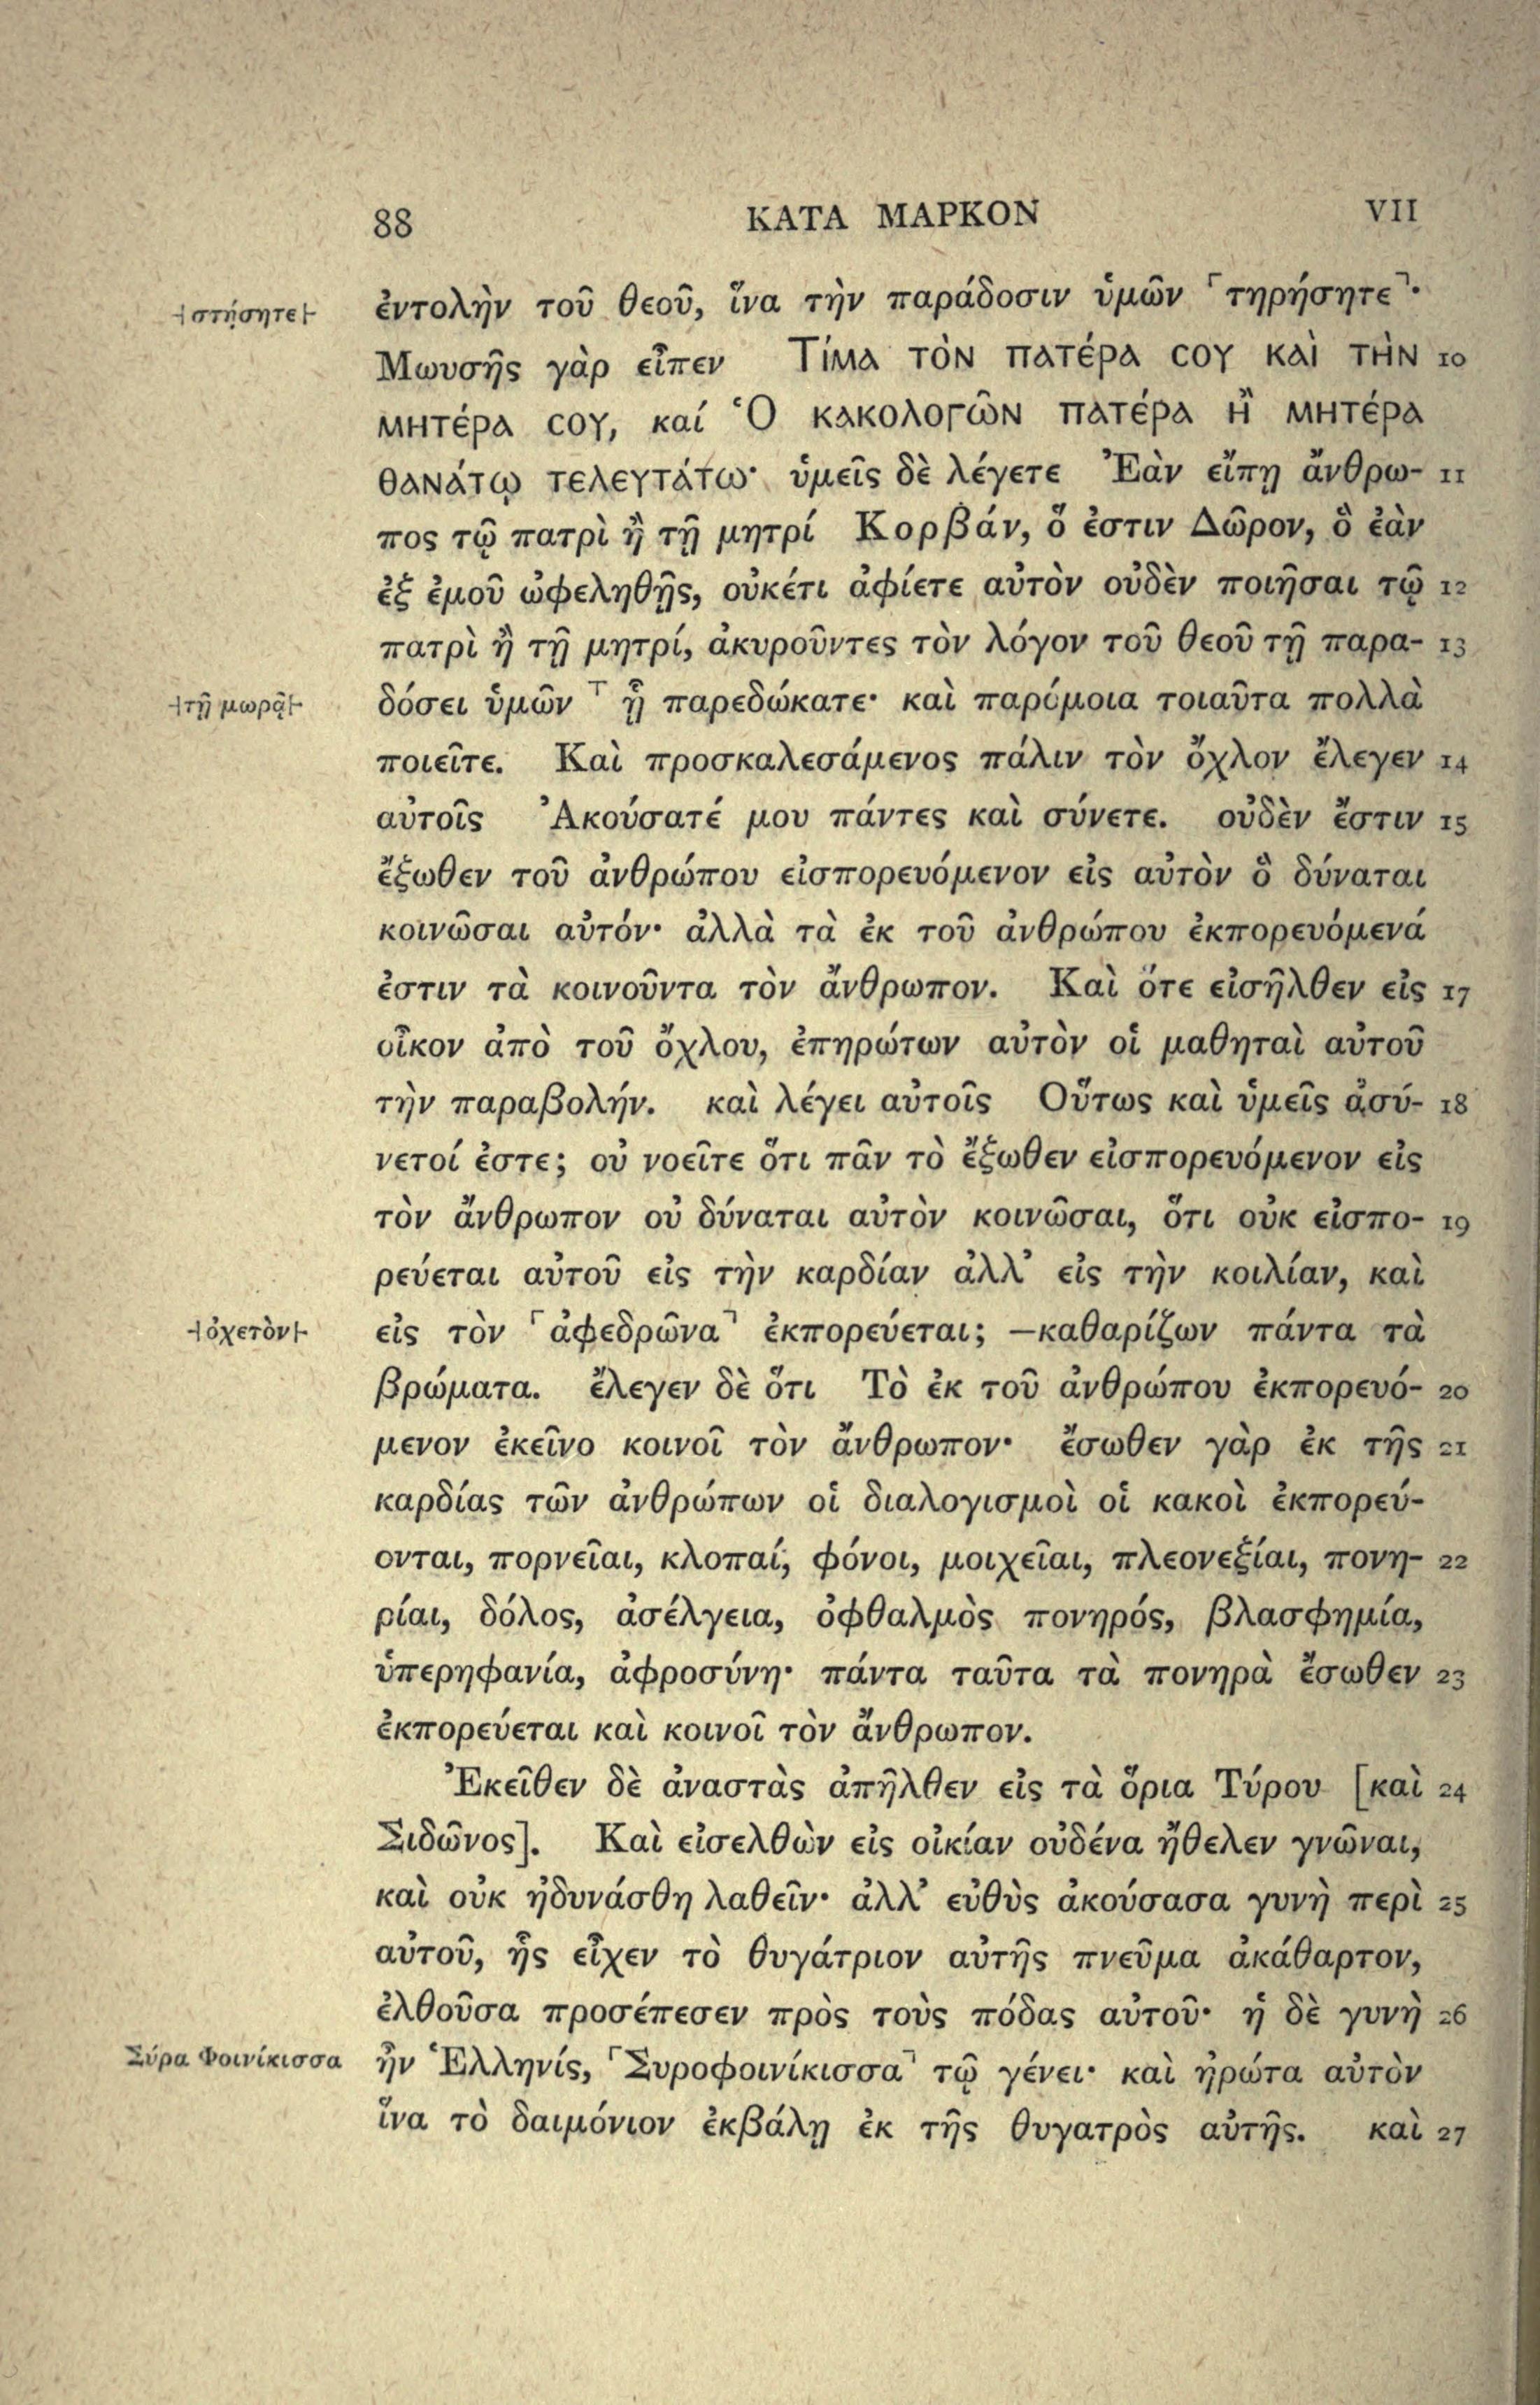 88 ΚΑΤΑ ΜΑΡΚΟΝ VII
⊣στήσητε⊢ ἐντολὴν τοῦ θεοῦ, ἵνα τὴν παράδοσιν ὑμῶν ⸀τηρήσητε⸣·
Μωυσῆς γὰρ εἶπεν Τίμα τὸν πατέρα σου καὶ τὴν 10
μητέρα σου, καί Ὁ κακολογῶν πατέρα ἢ μητέρα
θανάτῳ τελευτάτω· ὑμεῖς δὲ λέγετε Ἐὰν εἴπῃ ἄνθρω- 11
πος τῷ πατρὶ ἢ τῇ μητρί Κορβάν, ὅ ἐστιν Δῶρον, ὃ ἐὰν
ἐξ ἐμοῦ ὠφεληθῇς, οὐκέτι ἀφίετε αὐτὸν οὐδὲν ποιῆσαι τῷ 12
πατρὶ ἢ τῇ μητρί, ἀκυροῦντες τὸν λόγον τοῦ θεοῦ τῇ παρα- 13
⊣τῇ μωρᾷ⊢ δόσει ὑμῶν ⸆ ᾗ παρεδώκατε· καὶ παρόμοια τοιαῦτα πολλὰ
ποιεῖτε. Καὶ προσκαλεσάμενος πάλιν τὸν ὄχλον ἔλεγεν 14
αὐτοῖς Ἀκούσατέ μου πάντες καὶ σύνετε. οὐδὲν ἔστιν 15
ἔξωθεν τοῦ ἀνθρώπου εἰσπορευόμενον εἰς αὐτὸν ὃ δύναται
κοινῶσαι αὐτόν· ἀλλὰ τὰ ἐκ τοῦ ἀνθρώπου ἐκπορευόμενά
ἐστιν τὰ κοινοῦντα τὸν ἄνθρωπον. Καὶ ὅτε εἰσῆλθεν εἰς 17
οἶκον ἀπὸ τοῦ ὄχλου, ἐπηρώτων αὐτὸν οἱ μαθηταὶ αὐτοῦ
τὴν παραβολήν. καὶ λέγει αὐτοῖς Οὕτως καὶ ὑμεῖς ἀσύ- 18
νετοί ἐστε; οὐ νοεῖτε ὅτι πᾶν τὸ ἔξωθεν εἰσπορευόμενον εἰς
τὸν ἄνθρωπον οὐ δύναται αὐτὸν κοινῶσαι, ὅτι οὐκ εἰσπο- 19
ρεύεται αὐτοῦ εἰς τὴν καρδίαν ἀλλʼ εἰς τὴν κοιλίαν, καὶ
⊣ὀχετὸν⊢ εἰς τὸν ⸀ἀφεδρῶνα⸣ ἐκπορεύεται; —καθαρίζων πάντα τὰ
βρώματα. ἔλεγεν δὲ ὅτι Τὸ ἐκ τοῦ ἀνθρώπου ἐκπορευό- 20
μενον ἐκεῖνο κοινοῖ τὸν ἄνθρωπον· ἔσωθεν γὰρ ἐκ τῆς 21
καρδίας τῶν ἀνθρώπων οἱ διαλογισμοὶ οἱ κακοὶ ἐκπορεύ-
ονται, πορνεῖαι, κλοπαί, φόνοι, μοιχεῖαι, πλεονεξίαι, πονη- 22
ρίαι, δόλος, ἀσέλγεια, ὀφθαλμὸς πονηρός, βλασφημία,
ὑπερηφανία, ἀφροσύνη· πάντα ταῦτα τὰ πονηρὰ ἔσωθεν 23
ἐκπορεύεται καὶ κοινοῖ τὸν ἄνθρωπον.
Ἐκεῖθεν δὲ ἀναστὰς ἀπῆλθεν εἰς τὰ ὅρια Τύρου [καὶ 24
Σιδῶνος]. Καὶ εἰσελθὼν εἰς οἰκίαν οὐδένα ἤθελεν γνῶναι,
καὶ οὐκ ἠδυνάσθη λαθεῖν· ἀλλʼ εὐθὺς ἀκούσασα γυνὴ περὶ 25
αὐτοῦ, ἧς εἶχεν τὸ θυγάτριον αὐτῆς πνεῦμα ἀκάθαρτον,
ἐλθοῦσα προσέπεσεν πρὸς τοὺς πόδας αὐτοῦ· ἡ δὲ γυνὴ 26
Σύρα Φοινίκισσα ἦν Ἑλληνίς, ⸀Συροφοινίκισσα⸣ τῷ γένει· καὶ ἠρώτα αὐτὸν
ἵνα τὸ δαιμόνιον ἐκβάλῃ ἐκ τῆς θυγατρὸς αὐτῆς. καὶ 27